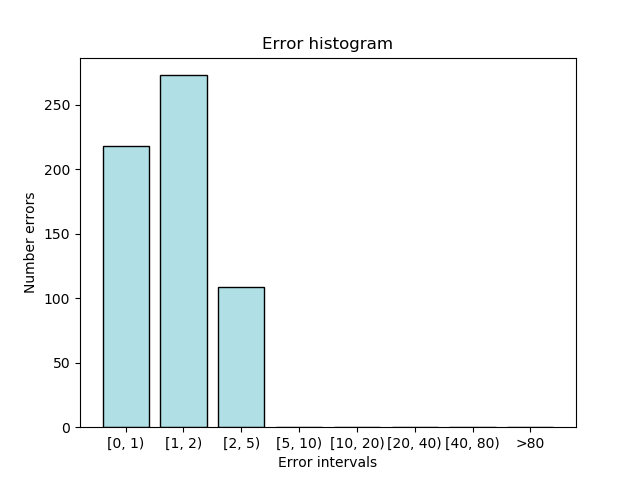 Error histogram
Number errors
250
200
150
100
50
0
[0, 1) [1, 2) [2, 5) [5, 10) [10, 20) [20, 40) [40, 80) >80
Error intervals